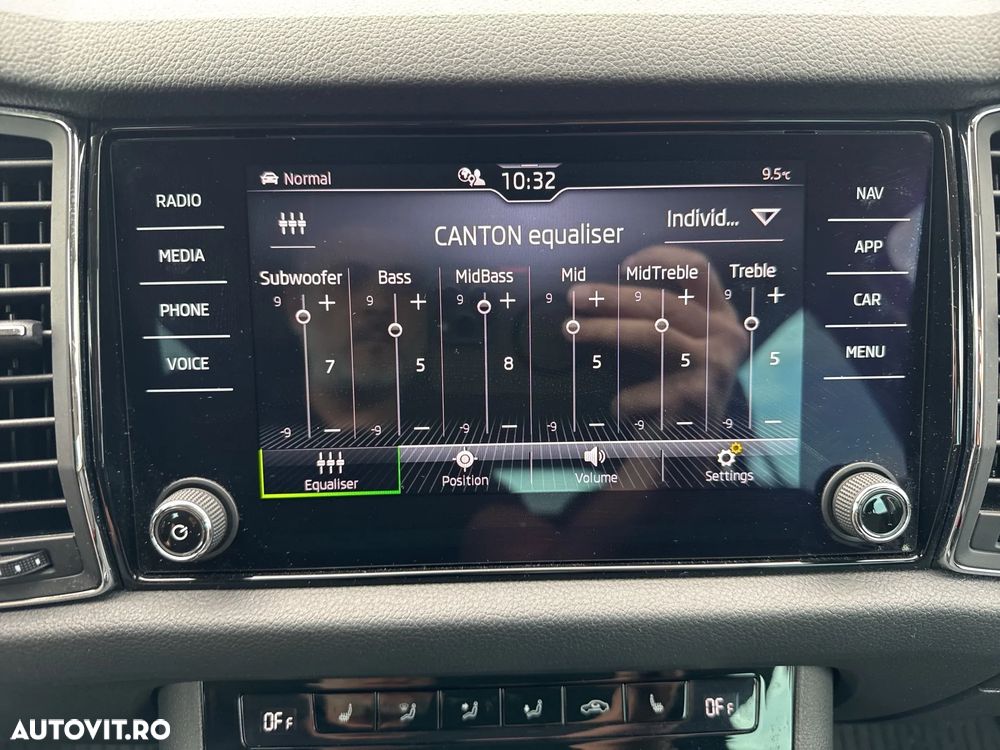 Normal
10:32
9.5°C
RADIO
MEDIA
PHONE
VOICE
NAV
APP
CAR
MENU
CANTON equaliser
Individ...
Subwoofer Bass MidBass Mid MidTreble Treble
9 + 9 + 9 + 9 + 9 + 9 +
7 5 8 5 5 5
-9 - -9 - -9 - -9 - -9 - -9 -
Equaliser Position Volume Settings
OFF OFF
AUTOVIT.RO